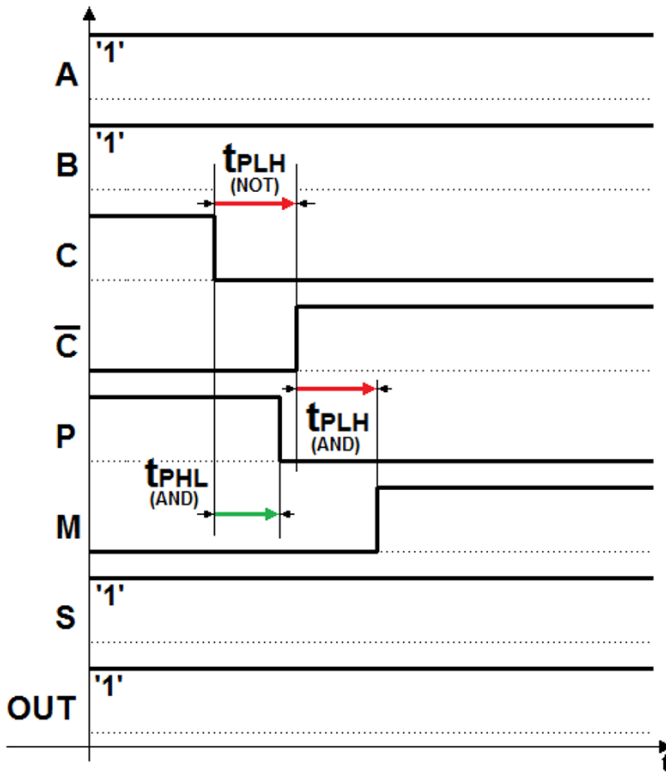 '1'
A
'1'
B
tPLH
(NOT)
C
C̅
tPLH
(AND)
P
tPHL
(AND)
M
'1'
S
'1'
OUT
t